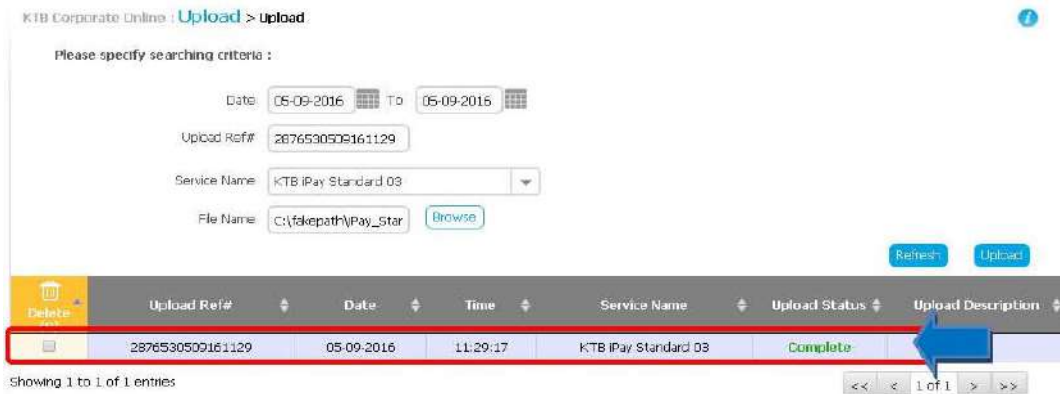 KTB Corporate Online : Upload > Upload
Please specify searching criteria :
Date 05-09-2016 To 05-09-2016
Upload Ref# 2876530509161129
Service Name KTB iPay Standard 03
File Name C:\fakepath\iPay_Star Browse
Refresh Upload
Delete Upload Ref# Date Time Service Name Upload Status Upload Description
2876530509161129 05-09-2016 11:29:17 KTB iPay Standard 03 Complete
Showing 1 to 1 of 1 entries << < 1 of 1 > >>